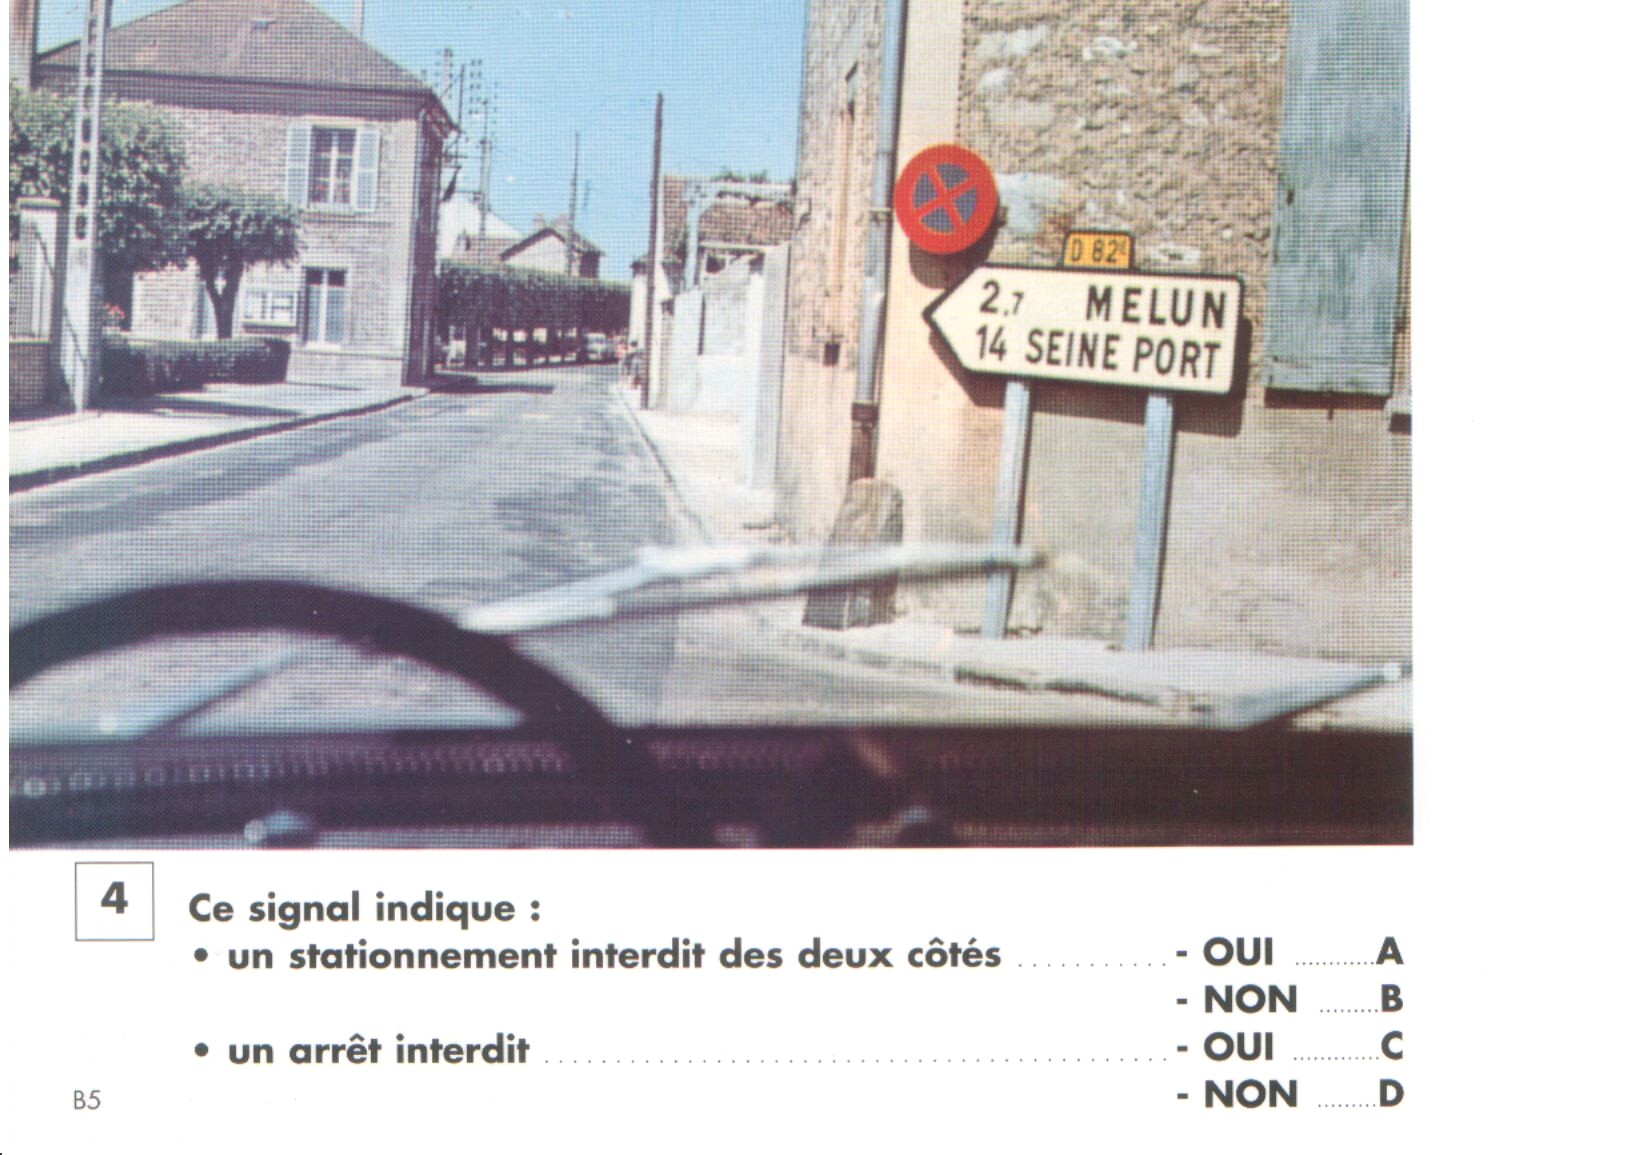 D 82E
2,7 MELUN
14 SEINE PORT
4
Ce signal indique :
• un stationnement interdit des deux côtés ........... - OUI ............A
- NON .........B
• un arrêt interdit ....................................... - OUI ............C
- NON .........D
B5